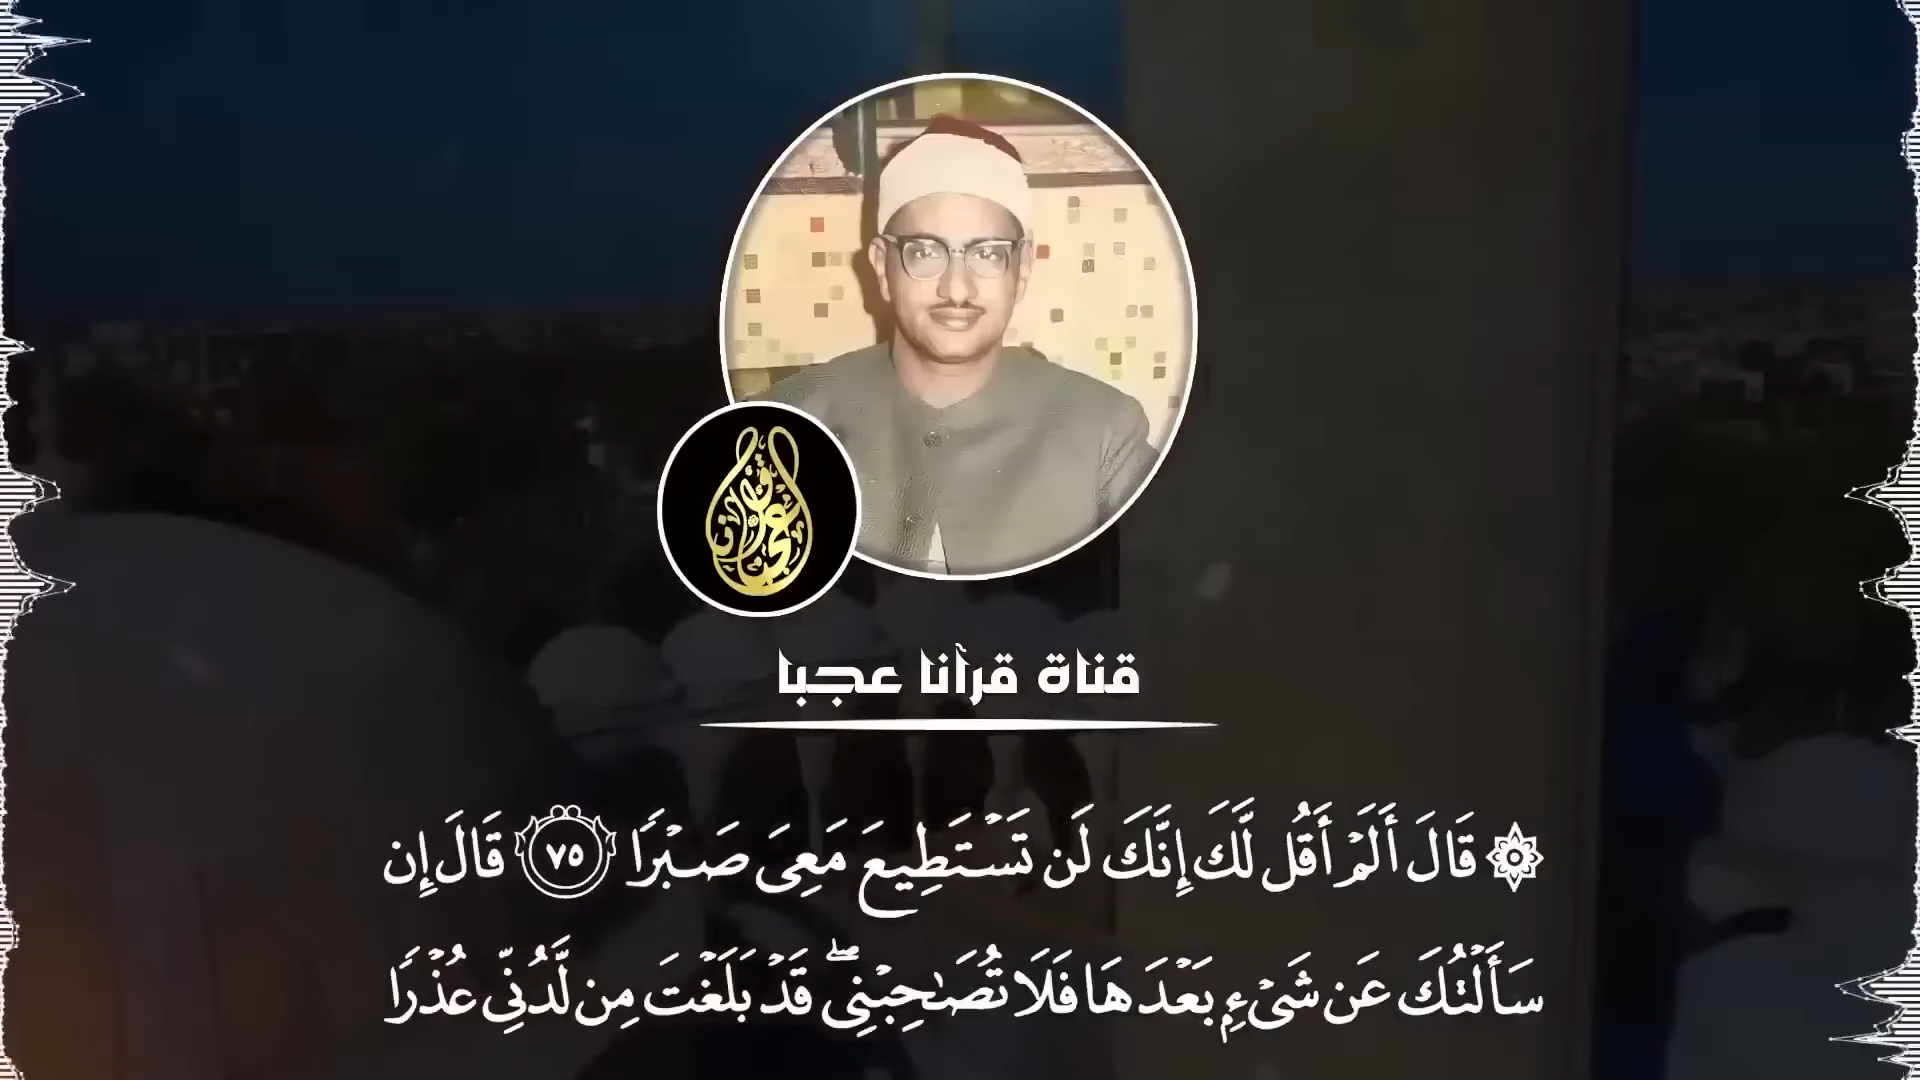 قناة قرآنا عجبا
۞ قَالَ أَلَمۡ أَقُل لَّكَ إِنَّكَ لَن تَسۡتَطِيعَ مَعِيَ صَبۡرٗا ٧٥ قَالَ إِن
سَأَلۡتُكَ عَن شَيۡءِۭ بَعۡدَهَا فَلَا تُصَٰحِبۡنِيۖ قَدۡ بَلَغۡتَ مِن لَّدُنِّي عُذۡرٗا